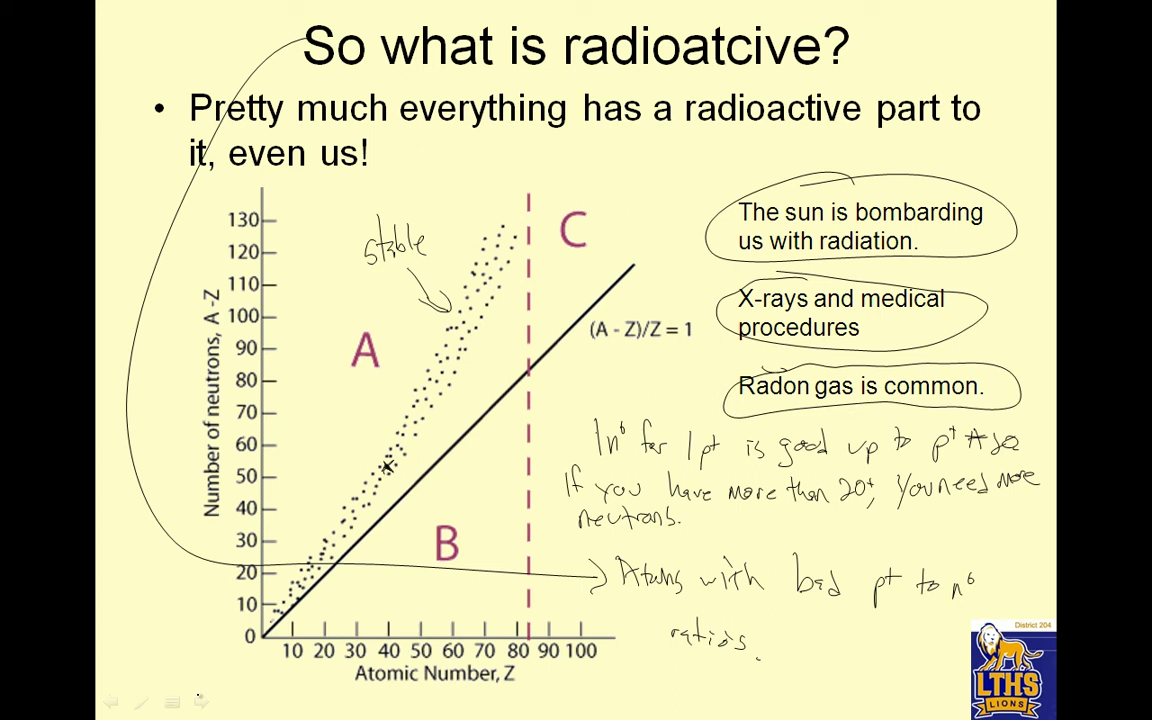 So what is radioatcive?
• Pretty much everything has a radioactive part to
it, even us!
The sun is bombarding
us with radiation.
X-rays and medical
procedures
Radon gas is common.
stable
A
B
C
(A - Z)/Z = 1
Number of neutrons, A -Z
130
120
110
100
90
80
70
60
50
40
30
20
10
0
10 20 30 40 50 60 70 80 90 100
Atomic Number, Z
1n⁰ for 1p⁺ is good up to p⁺ #20
If you have more than 20⁺, You need more
neutrons.
Atoms with bad p⁺ to n⁰
ratios.
District 204
LTHS
LIONS